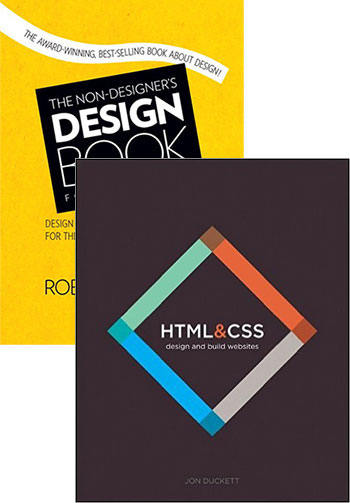 THE AWARD-WINNING, BEST-SELLING BOOK ABOUT DESIGN!
THE NON-DESIGNER'S
DESIGN
BOOK
DESIGN
FOR
HTML&CSS
design and build websites
JON DUCKETT